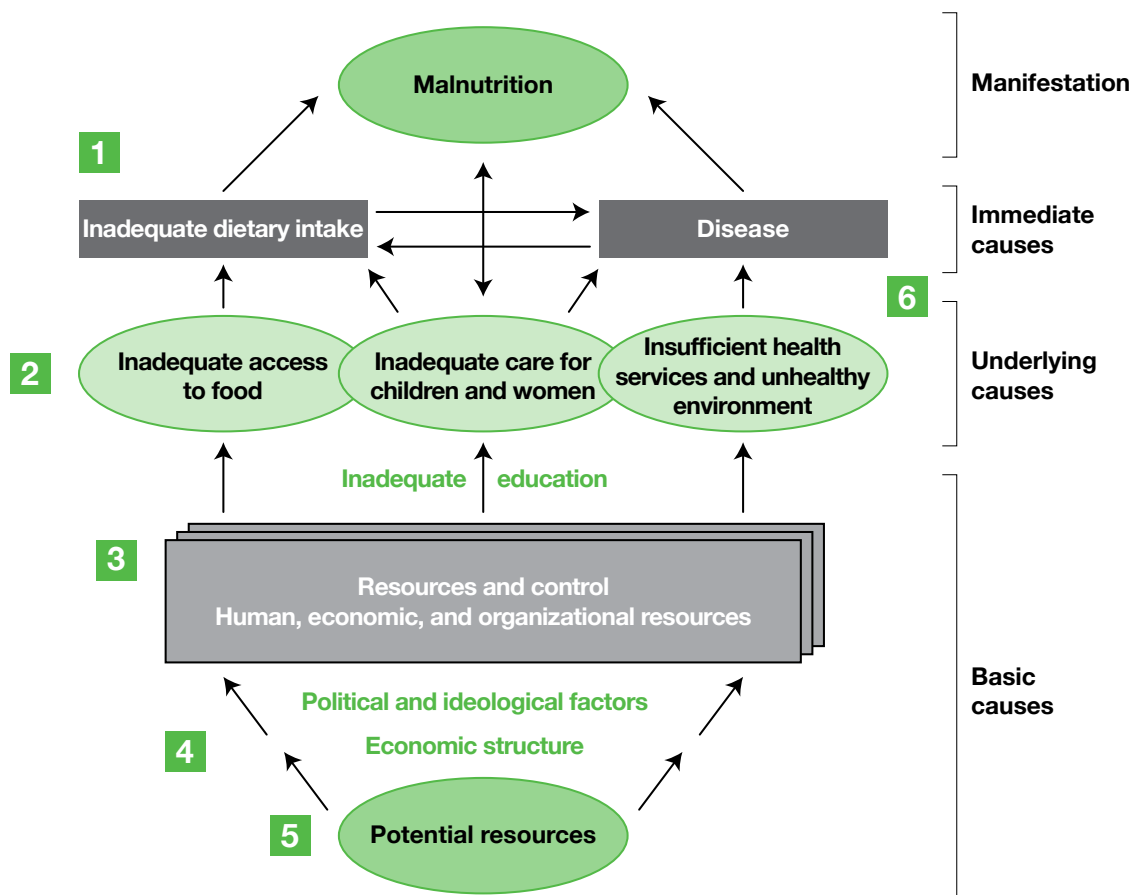 Malnutrition
Manifestation
1
Inadequate dietary intake
Disease
Immediate
causes
6
2
Inadequate access
to food
Inadequate care for
children and women
Insufficient health
services and unhealthy
environment
Underlying
causes
Inadequate education
3
Resources and control
Human, economic, and organizational resources
Basic
causes
Political and ideological factors
4
Economic structure
5
Potential resources